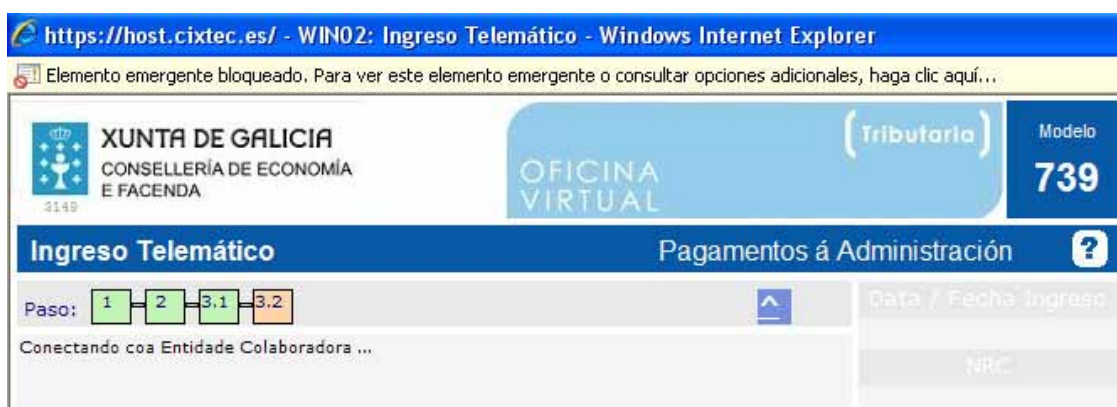 https://host.cixtec.es/ - WIN02: Ingreso Telemático - Windows Internet Explorer
Elemento emergente bloqueado. Para ver este elemento emergente o consultar opciones adicionales, haga clic aquí...
XUNTA DE GALICIA
CONSELLERÍA DE ECONOMÍA
E FACENDA
3149
OFICINA
VIRTUAL
(Tributaria)
Modelo
739
Ingreso Telemático
Pagamentos á Administración
?
Paso: 1 2 3.1 3.2
^
Data / Fecha Ingreso
Conectando coa Entidade Colaboradora ...
NRC